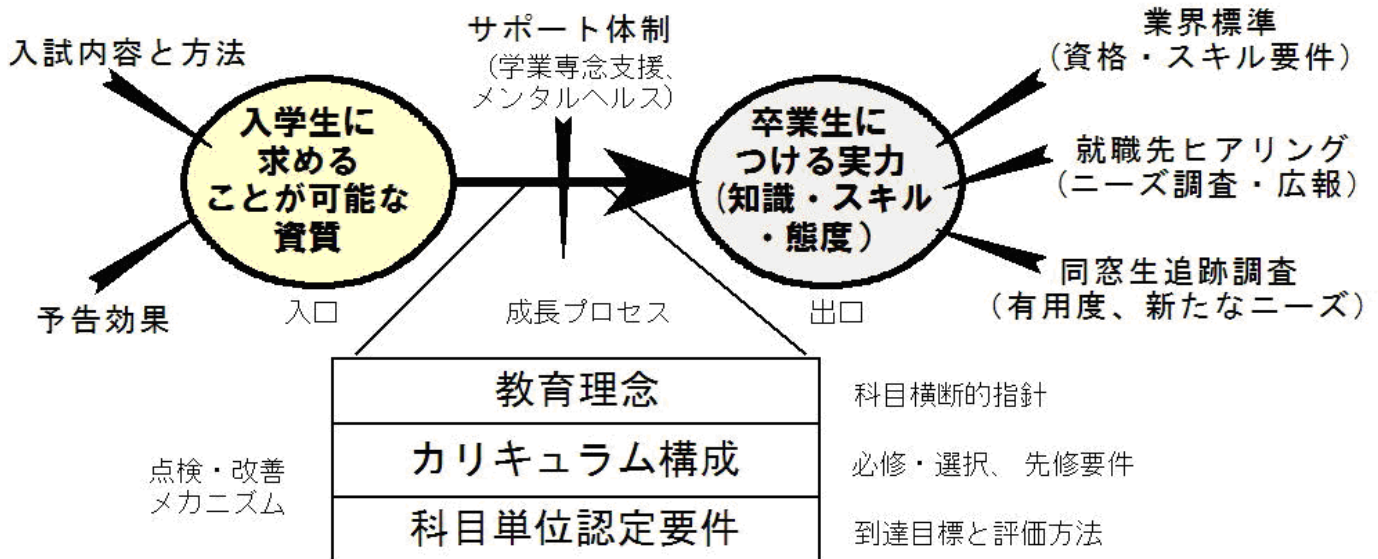 入試内容と方法
サポート体制
（学業専念支援、
メンタルヘルス）
業界標準
（資格・スキル要件）
入学生に
求める
ことが可能な
資質
卒業生に
つける実力
（知識・スキル
・態度）
就職先ヒアリング
（ニーズ調査・広報）
同窓生追跡調査
（有用度、新たなニーズ）
予告効果
入口
成長プロセス
出口
教育理念
科目横断的指針
点検・改善
メカニズム
カリキュラム構成
必修・選択、先修要件
科目単位認定要件
到達目標と評価方法